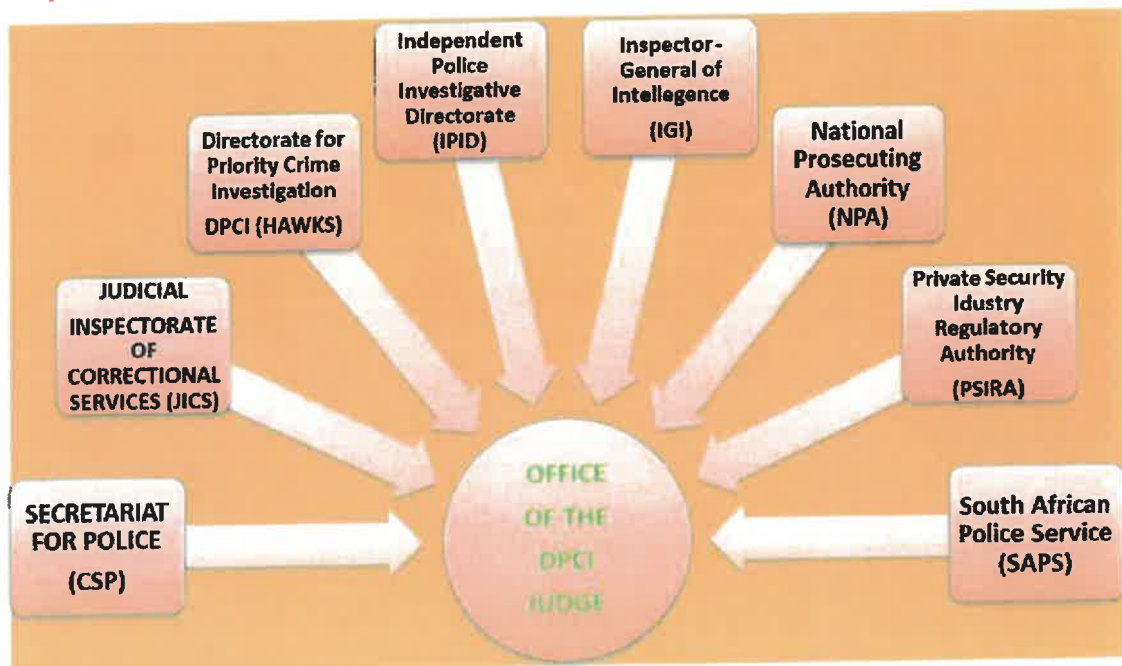 SECRETARIAT
FOR POLICE
(CSP)
JUDICIAL
INSPECTORATE
OF
CORRECTIONAL
SERVICES (JICS)
Directorate for
Priority Crime
Investigation
DPCI (HAWKS)
Independent
Police
Investigative
Directorate
(IPID)
Inspector-
General of
Intellegence
(IGI)
National
Prosecuting
Authority
(NPA)
Private Security
Idustry
Regulatory
Authority
(PSIRA)
South African
Police Service
(SAPS)
OFFICE
OF THE
DPCI
JUDGE